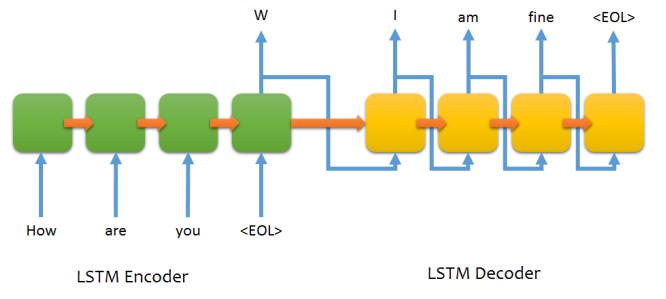 W I am fine <EOL>
How are you <EOL>
LSTM Encoder LSTM Decoder